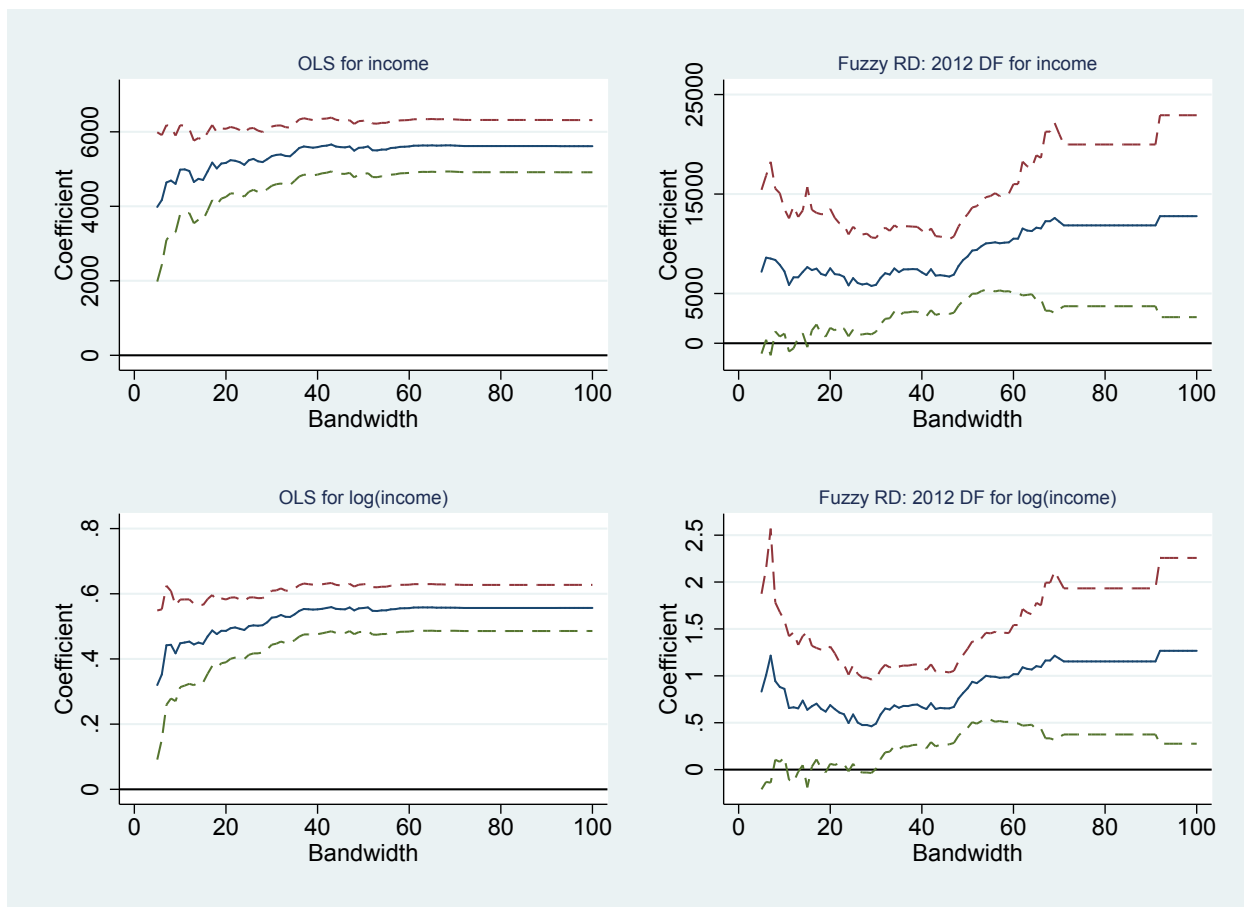 OLS for income
Coefficient
6000
4000
2000
0
0 20 40 60 80 100
Bandwidth
Fuzzy RD: 2012 DF for income
Coefficient
25000
15000
5000
0
0 20 40 60 80 100
Bandwidth
OLS for log(income)
Coefficient
.8
.6
.4
.2
0
0 20 40 60 80 100
Bandwidth
Fuzzy RD: 2012 DF for log(income)
Coefficient
2.5
2
1.5
1
.5
0
0 20 40 60 80 100
Bandwidth